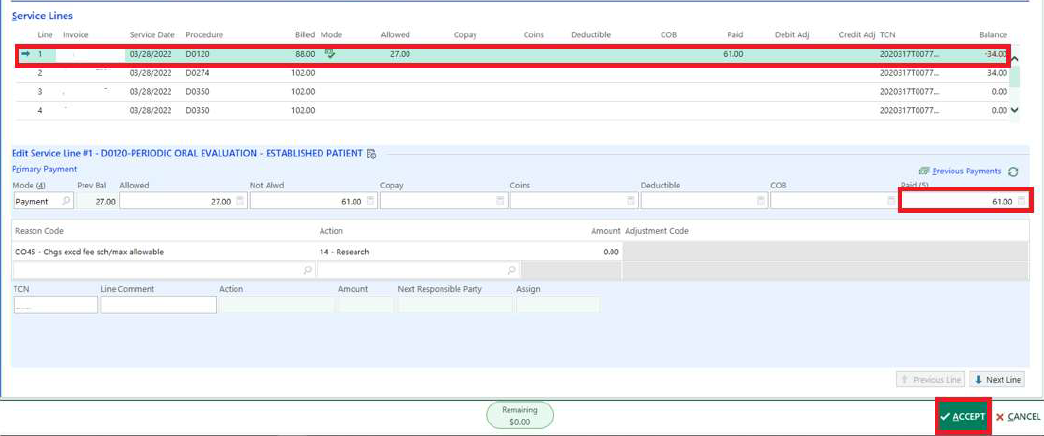 Service Lines
Line Invoice Service Date Procedure Billed Mode Allowed Copay Coins Deductible COB Paid Debit Adj Credit Adj TCN Balance
1 03/28/2022 D0120 88.00 27.00 61.00 2020317T0077... -34.00
2 03/28/2022 D0274 102.00 2020317T0077... 34.00
3 03/28/2022 D0350 102.00 2020317T0077... 0.00
4 03/28/2022 D0350 102.00 2020317T0077... 0.00
Edit Service Line #1 - D0120-PERIODIC ORAL EVALUATION - ESTABLISHED PATIENT
Primary Payment Previous Payments
Mode (4) Prev Bal Allowed Not Alwd Copay Coins Deductible COB Paid (5)
Payment 27.00 27.00 61.00 61.00
Reason Code Action Amount Adjustment Code
CO45 - Chgs excd fee sch/max allowable 14 - Research 0.00
TCN Line Comment Action Amount Next Responsible Party Assign
Previous Line Next Line
Remaining
$0.00
ACCEPT CANCEL